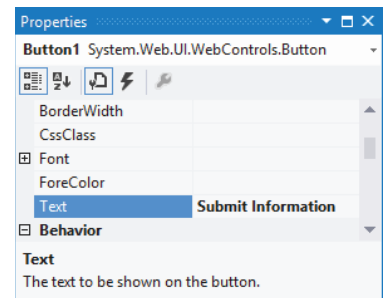 Properties
Button1 System.Web.UI.WebControls.Button
BorderWidth
CssClass
Font
ForeColor
Text Submit Information
Behavior
Text
The text to be shown on the button.